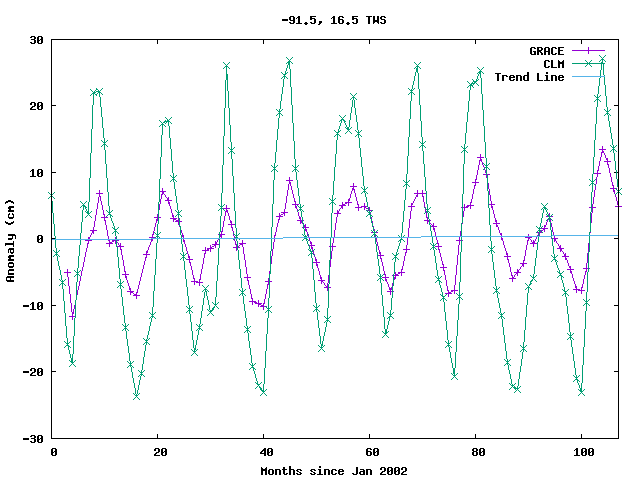 -91.5, 16.5 TWS
GRACE
CLM
Trend Line
30
20
10
0
-10
-20
-30
Anomaly (cm)
0 20 40 60 80 100
Months since Jan 2002